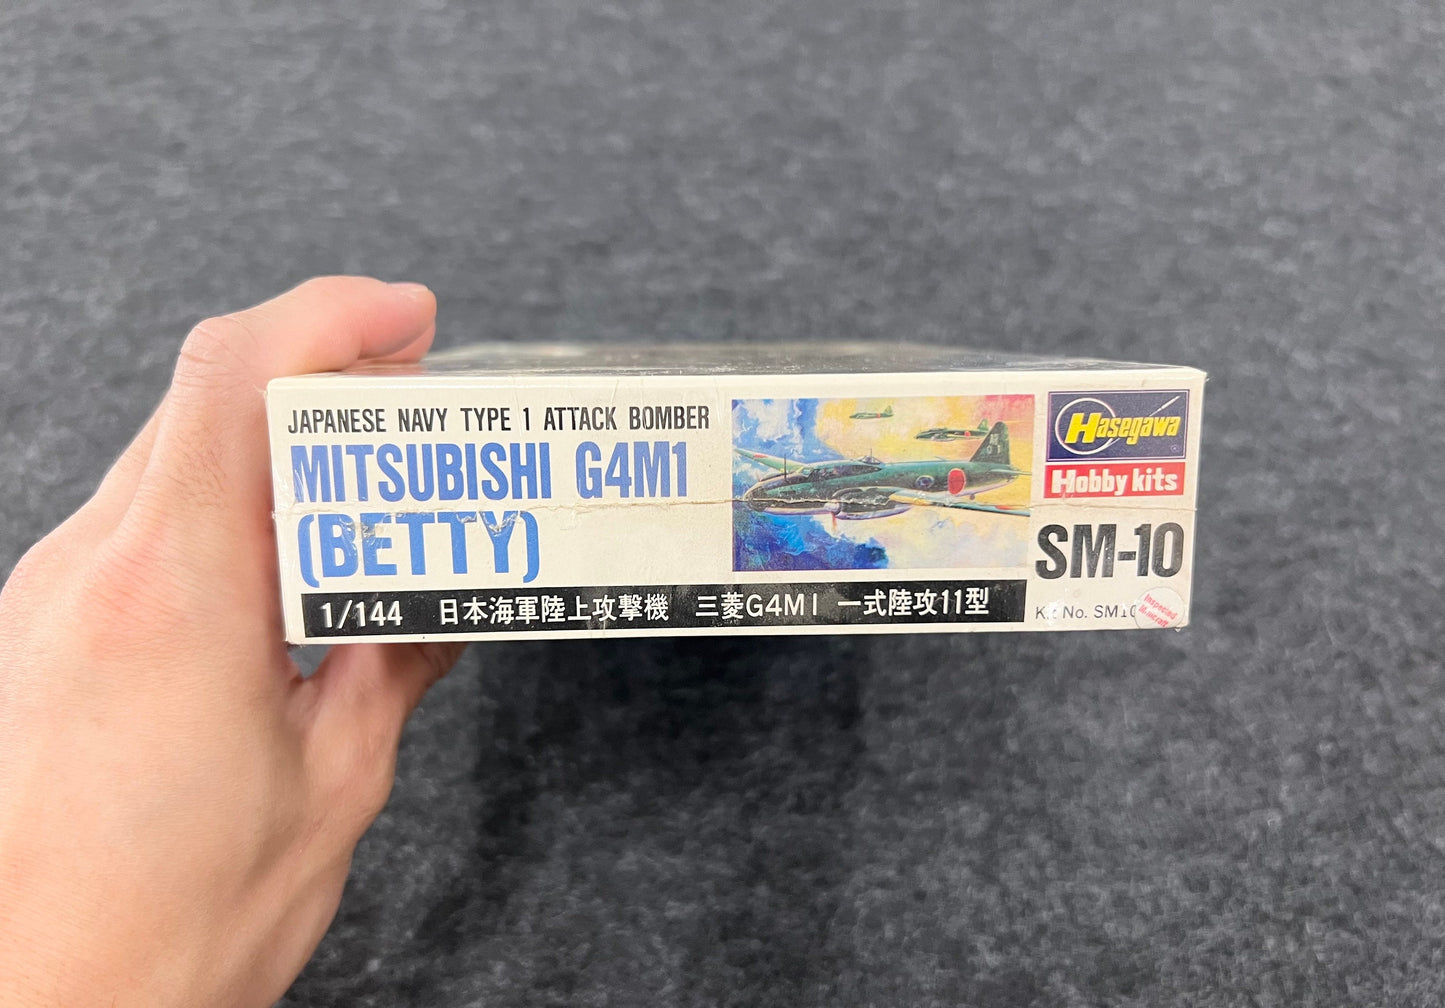 JAPANESE NAVY TYPE 1 ATTACK BOMBER
MITSUBISHI G4M1
(BETTY)
1/144 日本海軍陸上攻撃機 三菱G4M1 一式陸攻11型
Hasegawa
Hobby kits
SM-10
Kit No. SM10
Inspected